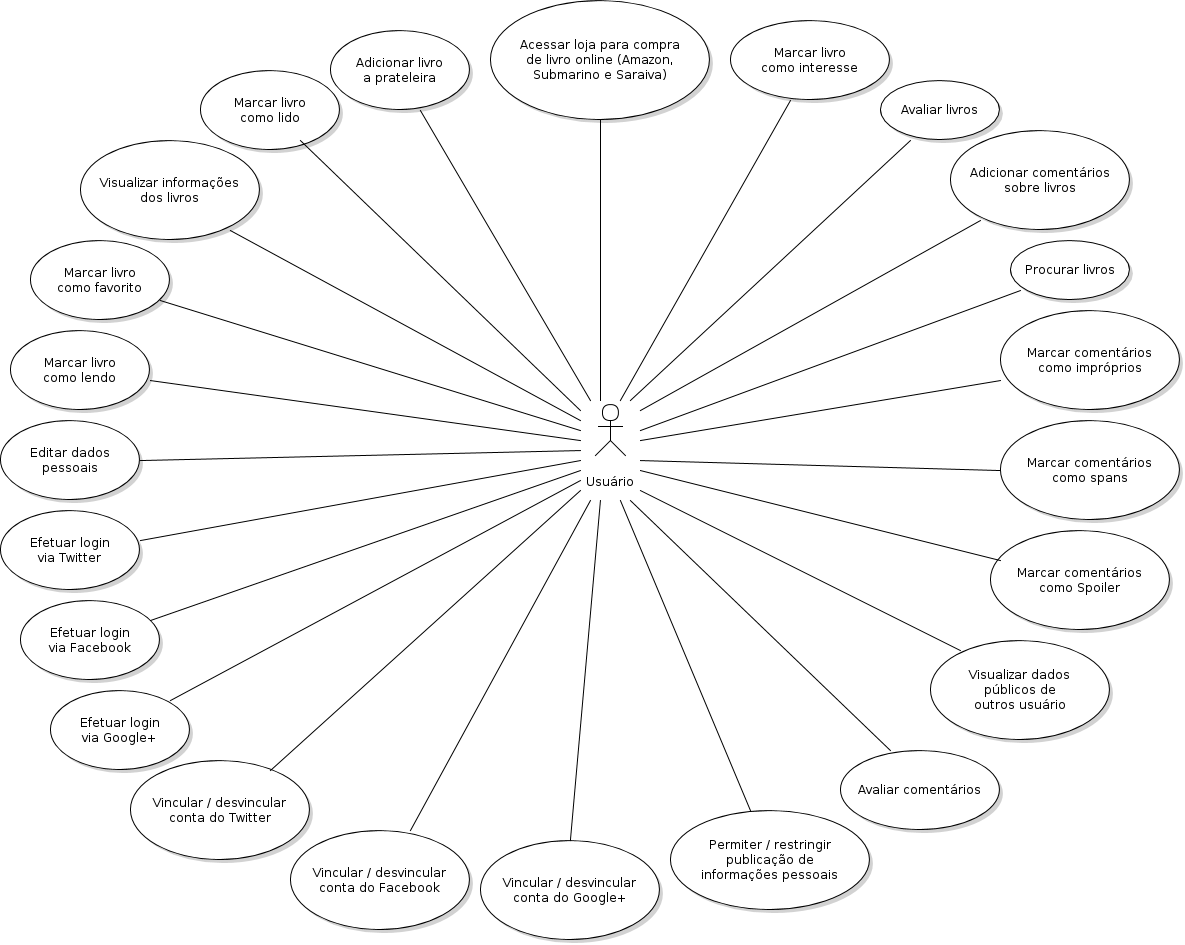 Acessar loja para compra
de livro online (Amazon,
Submarino e Saraiva)
Marcar livro
como interesse
Avaliar livros
Adicionar comentários
sobre livros
Procurar livros
Marcar comentários
como impróprios
Marcar comentários
como spans
Marcar comentários
como Spoiler
Visualizar dados
públicos de
outros usuário
Avaliar comentários
Permiter / restringir
publicação de
informações pessoais
Vincular / desvincular
conta do Google+
Vincular / desvincular
conta do Facebook
Vincular / desvincular
conta do Twitter
Efetuar login
via Google+
Efetuar login
via Facebook
Efetuar login
via Twitter
Editar dados
pessoais
Marcar livro
como lendo
Marcar livro
como favorito
Visualizar informações
dos livros
Marcar livro
como lido
Adicionar livro
a prateleira
Usuário